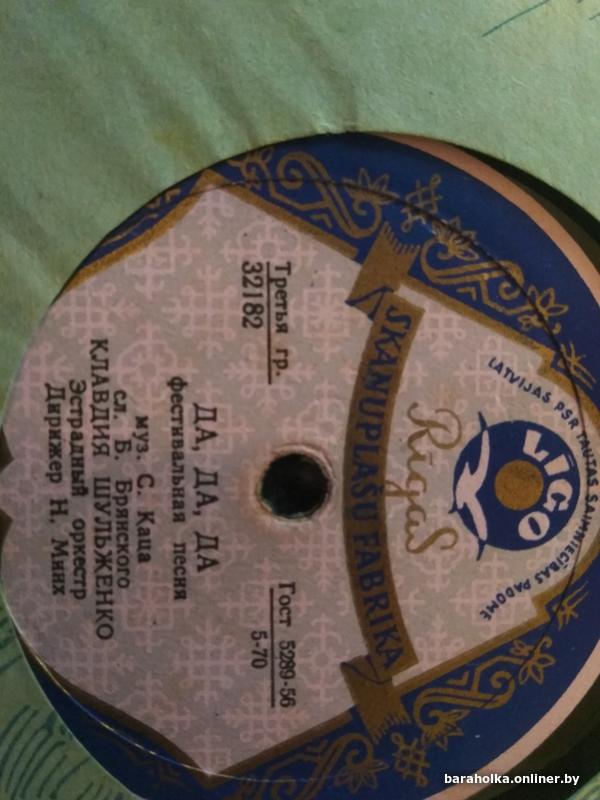 LATVIJAS PSR TAUTAS SAIMNIECĪBAS PADOME
LĪGO
Rīgas
SKAŅUPLAŠU FABRIKA
Третья гр.
32182
Гост 5289-56
5-70
ДА, ДА, ДА
фестивальная песня
муз. С. Каца
сл. Б. Брянского
КЛАВДИЯ ШУЛЬЖЕНКО
Эстрадный оркестр
Дирижер Н. Минх
baraholka.onliner.by